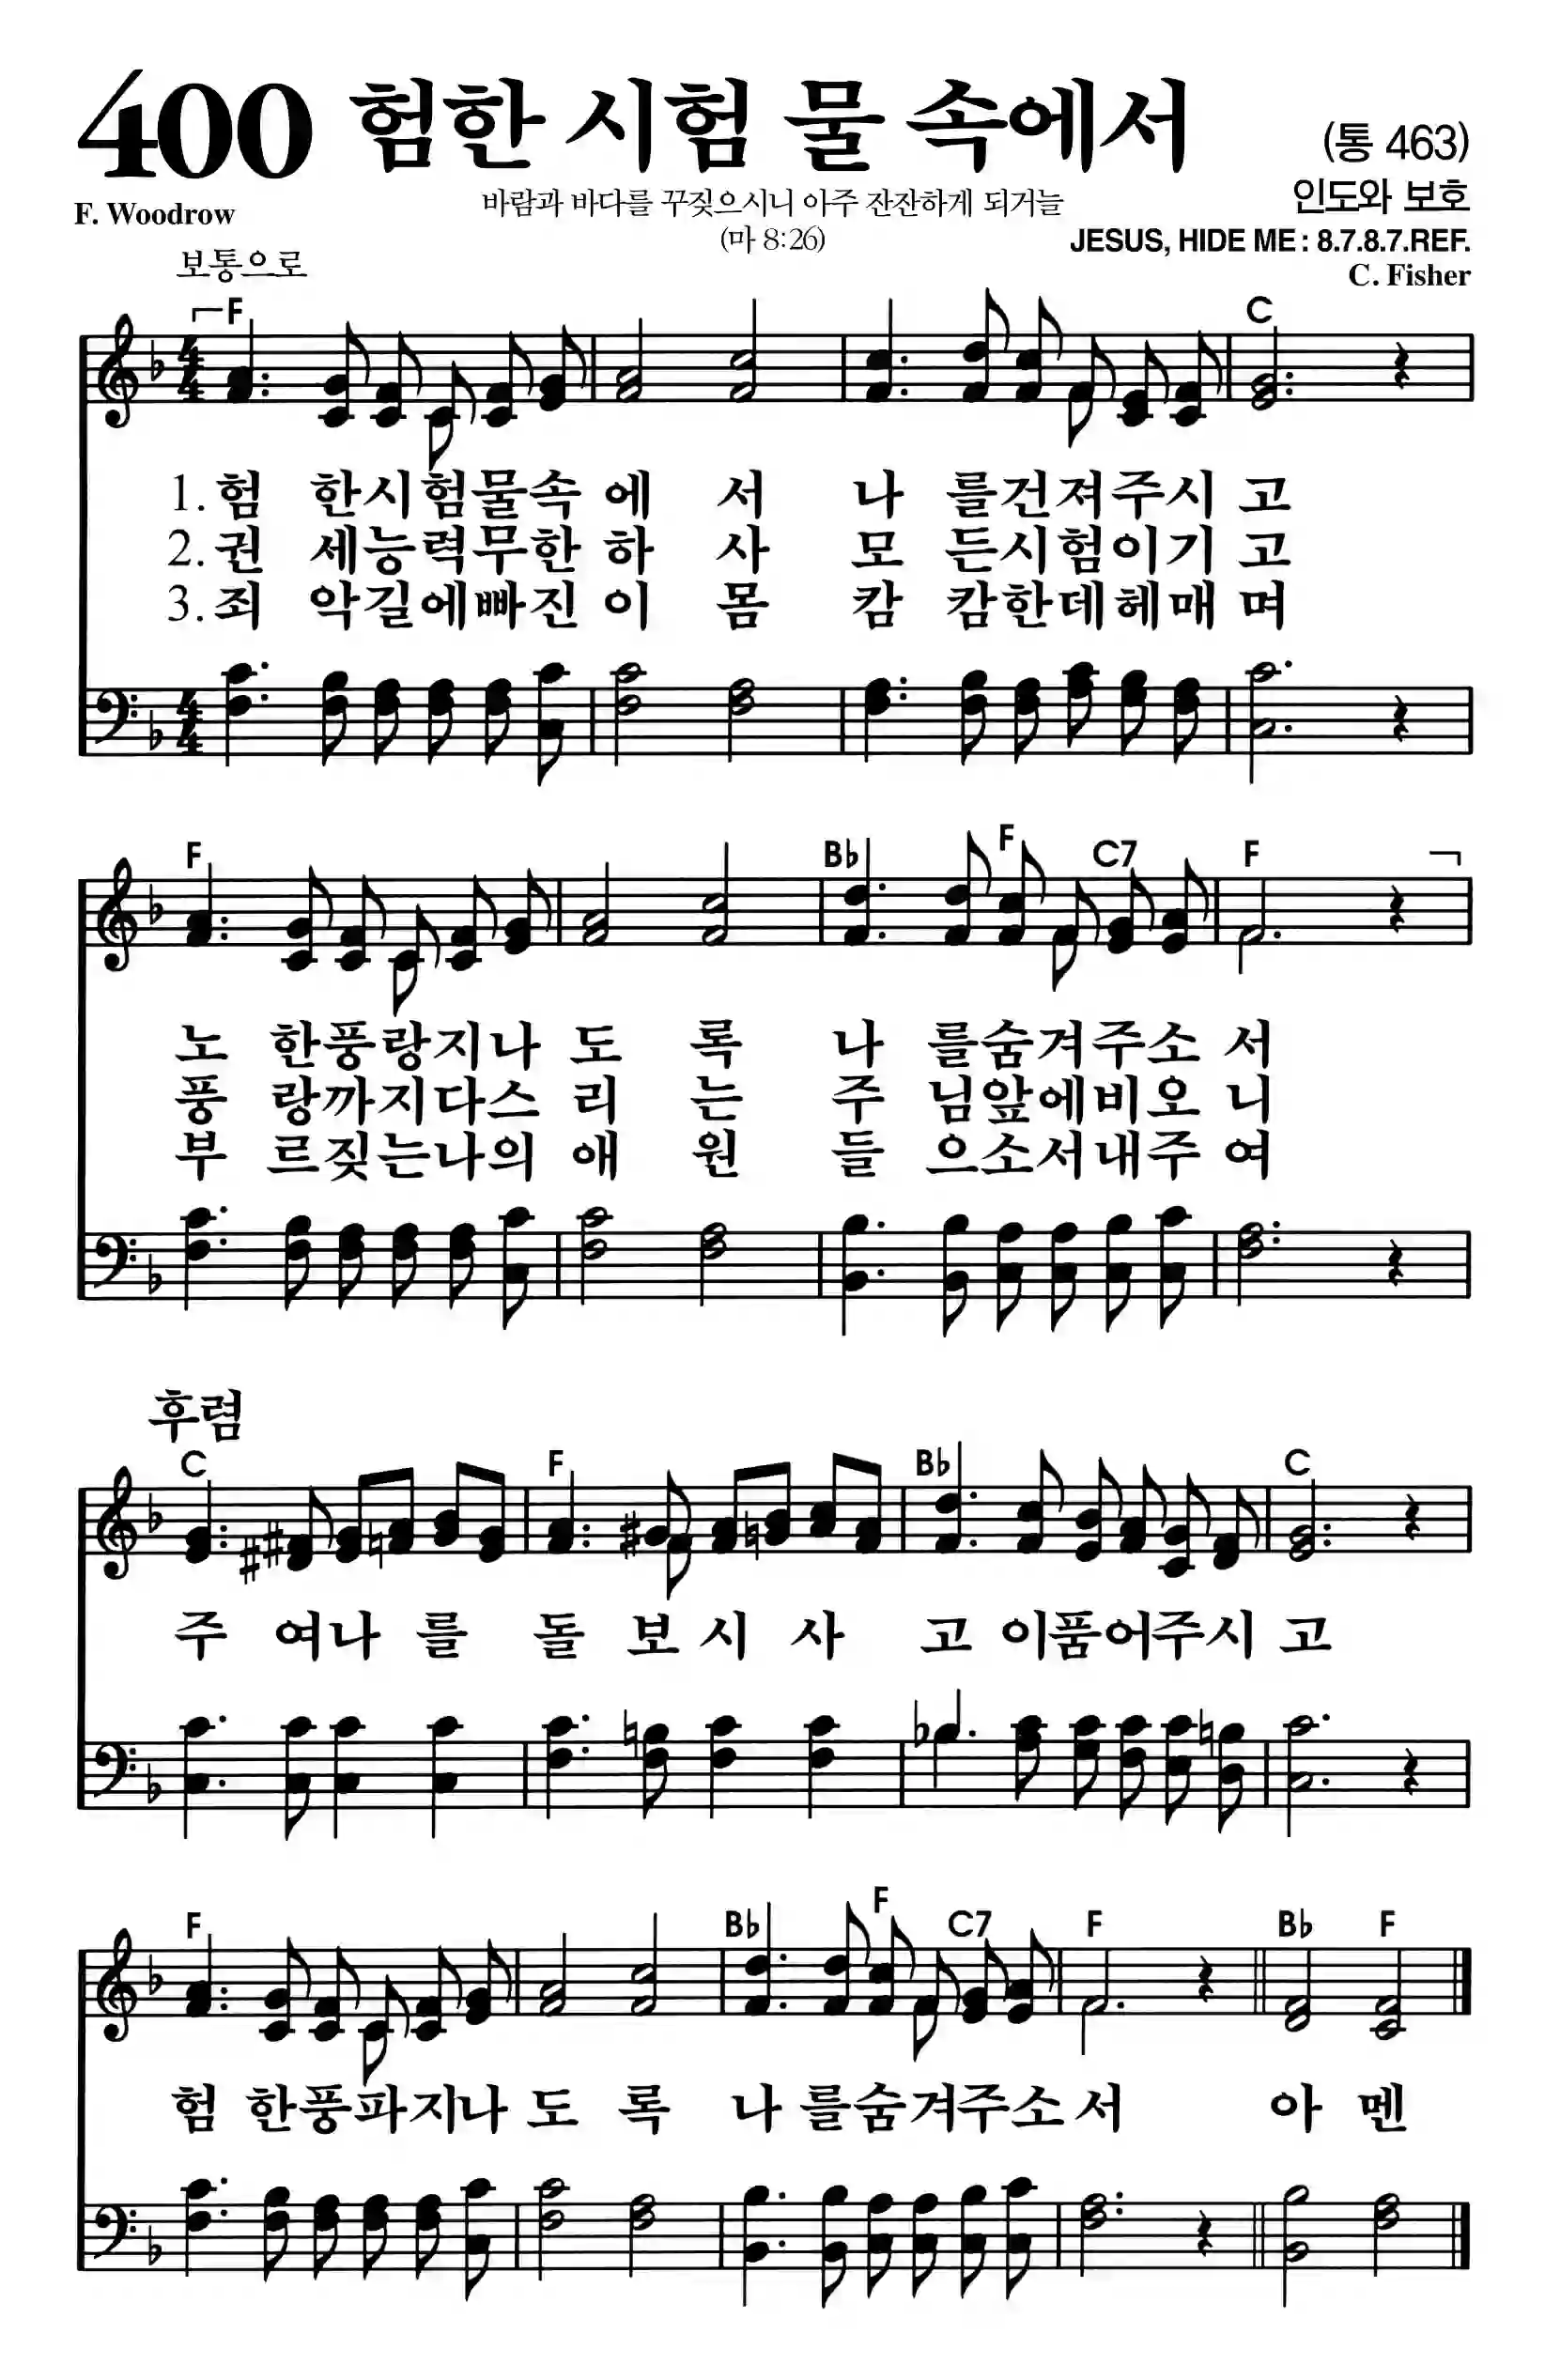 400 험한 시험 물 속에서 (통 463)
F. Woodrow 바람과 바다를 꾸짖으시니 아주 잔잔하게 되거늘 인도와 보호
(마 8:26) JESUS, HIDE ME : 8.7.8.7.REF.
보통으로 C. Fisher
F C
4 4
1. 험 한시험물속 에 서 나 를건져주시 고
2. 권 세능력무한 하 사 모 든시험이기 고
3. 죄 악길에빠진 이 몸 캄 캄한데헤매 며
4 4
F B♭ F C7 F
노 한풍랑지나 도 록 나 를숨겨주소 서
풍 랑까지다스 리 는 주 님앞에비오 니
부 르짖는나의 애 원 들 으소서내주 여
후렴
C F B♭ C
주 여나 를 돌 보 시 사 고 이품어주시 고
F B♭ F C7 F B♭ F
험 한풍파지나 도 록 나 를숨겨주소 서 아 멘